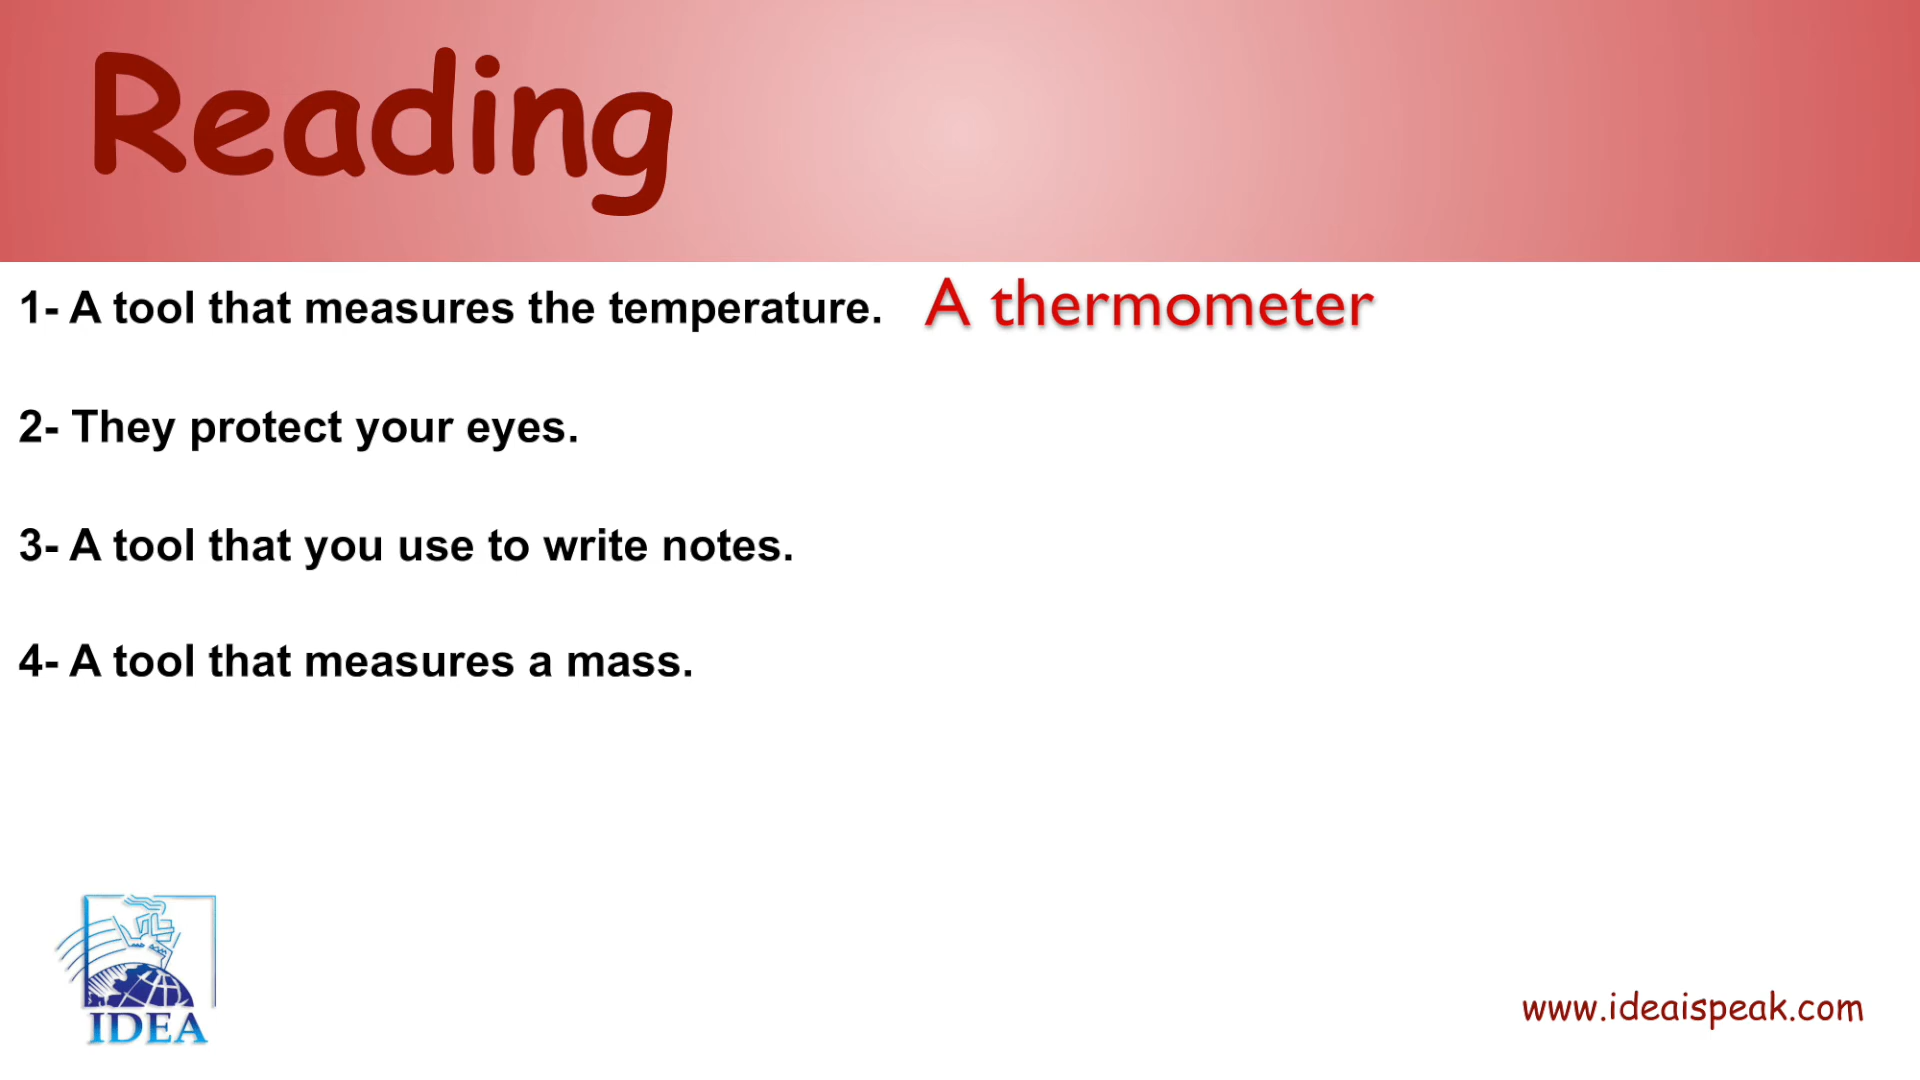 Reading
1- A tool that measures the temperature. A thermometer
2- They protect your eyes.
3- A tool that you use to write notes.
4- A tool that measures a mass.
IDEA
www.ideaispeak.com